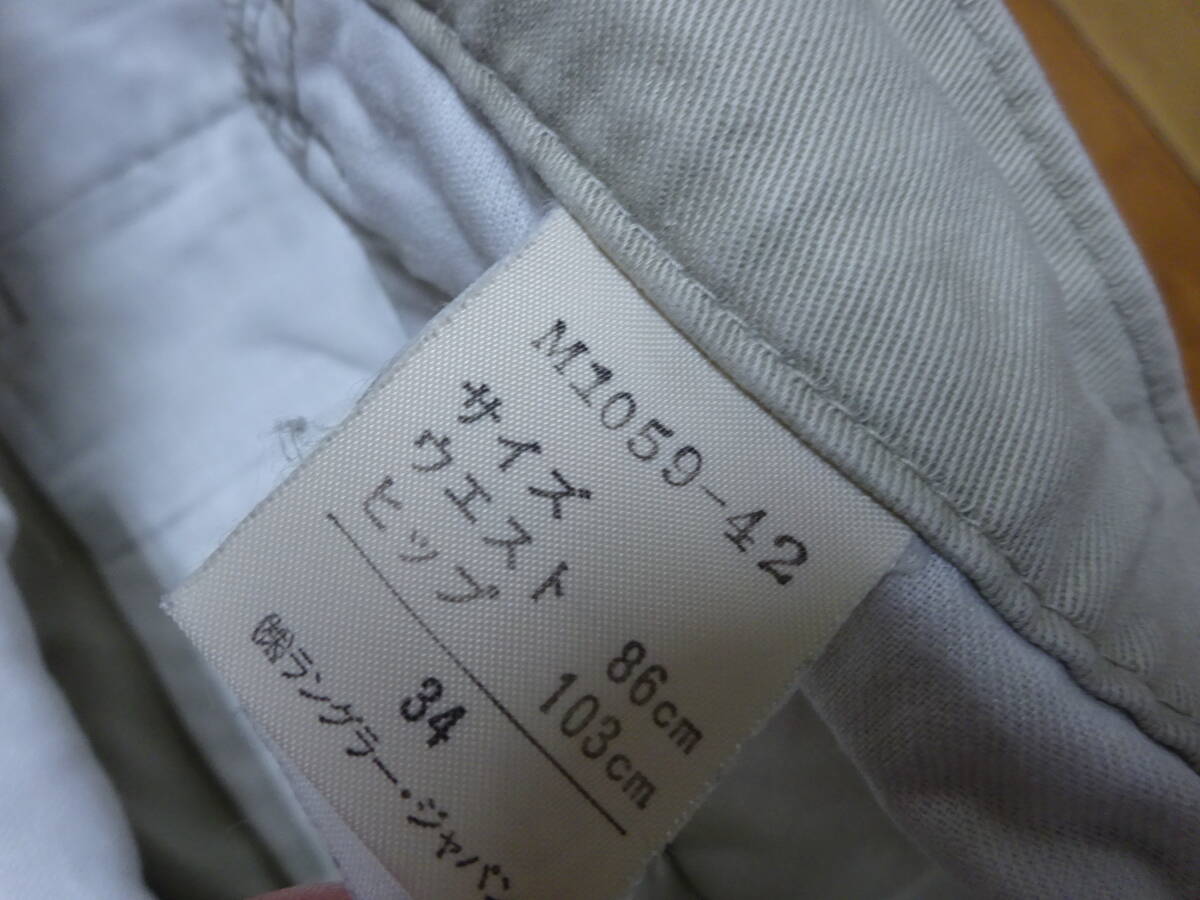 M1059-42
サイズ
ウエスト 86cm
ヒップ 103cm
34
㈱ラングラー・ジャパン